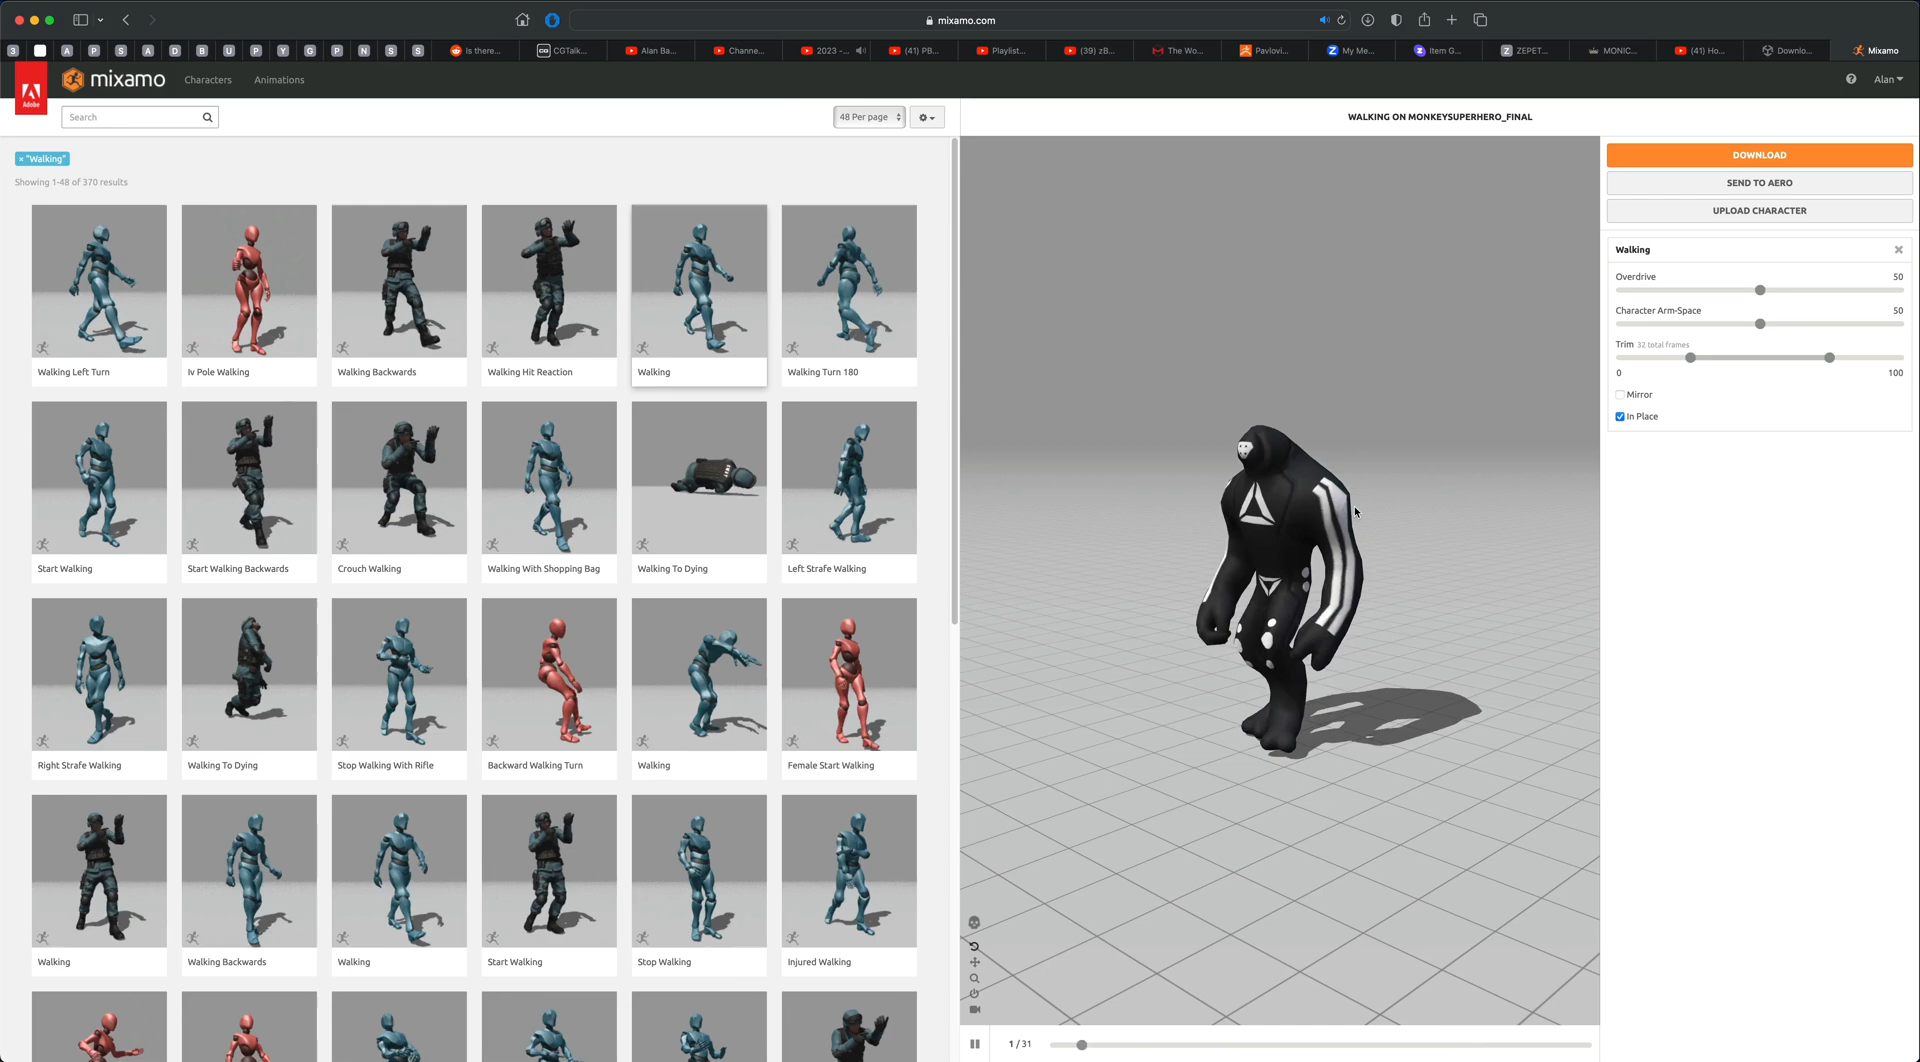 mixamo.com
3
A
P
S
A
D
B
U
P
Y
G
P
N
S
S
Is there...
CGTalk...
Alan Ba...
Channe...
2023 -...
(41) PB...
Playlist...
(39) zB...
The Wo...
Pavlovi...
My Me...
Item G...
ZEPET...
MONIC...
(41) Ho...
Downlo...
Mixamo
Adobe
mixamo
Characters
Animations
Alan
Search
48 Per page
WALKING ON MONKEYSUPERHERO_FINAL
× "Walking"
Showing 1-48 of 370 results
Walking Left Turn
Iv Pole Walking
Walking Backwards
Walking Hit Reaction
Walking
Walking Turn 180
Start Walking
Start Walking Backwards
Crouch Walking
Walking With Shopping Bag
Walking To Dying
Left Strafe Walking
Right Strafe Walking
Walking To Dying
Stop Walking With Rifle
Backward Walking Turn
Walking
Female Start Walking
Walking
Walking Backwards
Walking
Start Walking
Stop Walking
Injured Walking
1 / 31
DOWNLOAD
SEND TO AERO
UPLOAD CHARACTER
Walking
Overdrive 50
Character Arm-Space 50
Trim 32 total frames
0 100
Mirror
In Place